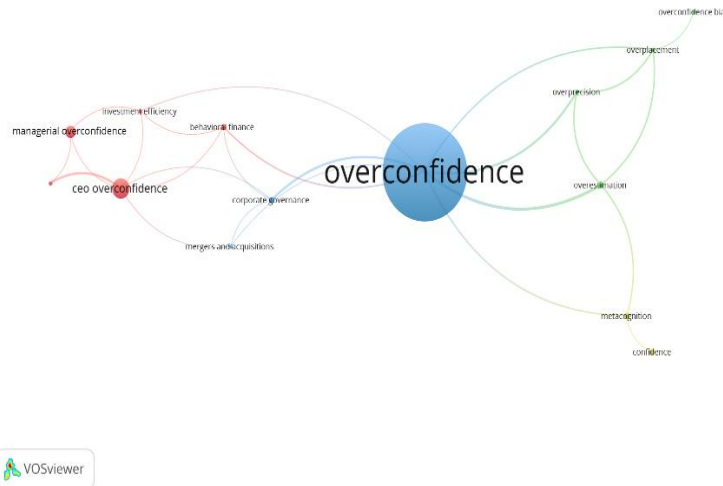 overconfidence bia
overplacement
overprecision
investment efficiency
behavioral finance
managerial overconfidence
overconfidence
ceo overconfidence
overestimation
corporate governance
mergers and acquisitions
metacognition
confidence
VOSviewer